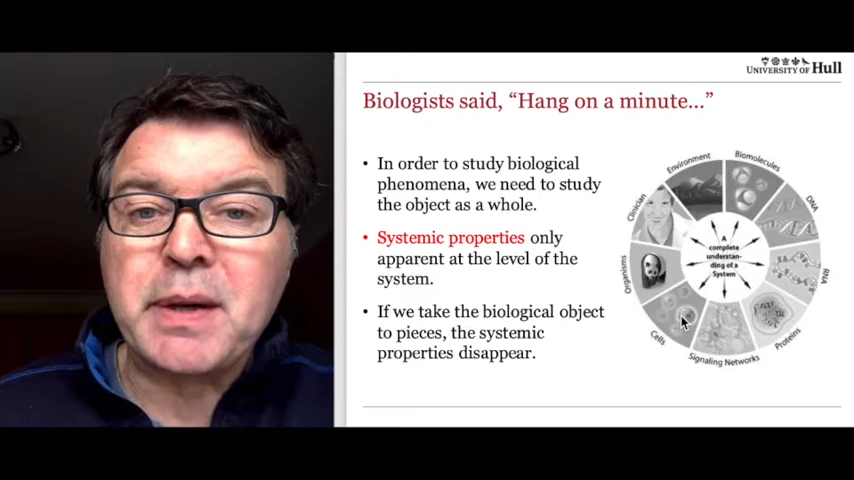 UNIVERSITY OF Hull
Biologists said, “Hang on a minute...”
• In order to study biological
phenomena, we need to study
the object as a whole.
• Systemic properties only
apparent at the level of the
system.
• If we take the biological object
to pieces, the systemic
properties disappear.
Environment
Biomolecules
DNA
RNA
Proteins
Signaling Networks
Cells
Organisms
Clinician
A
complete
understan-
ding of a
System